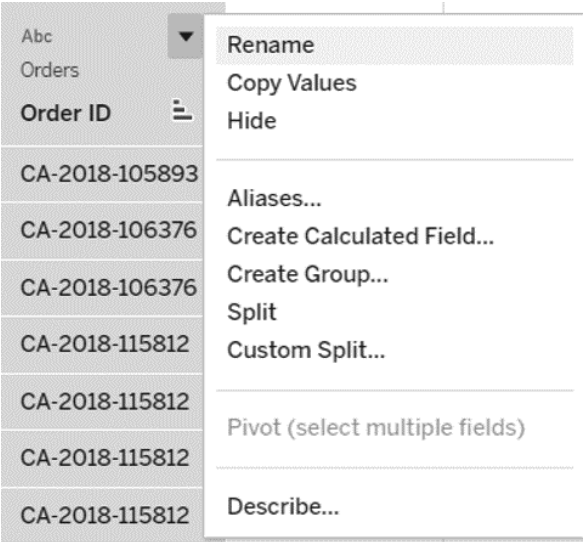 Abc
Orders
Order ID
CA-2018-105893
CA-2018-106376
CA-2018-106376
CA-2018-115812
CA-2018-115812
CA-2018-115812
CA-2018-115812
Rename
Copy Values
Hide
Aliases...
Create Calculated Field...
Create Group...
Split
Custom Split...
Pivot (select multiple fields)
Describe...